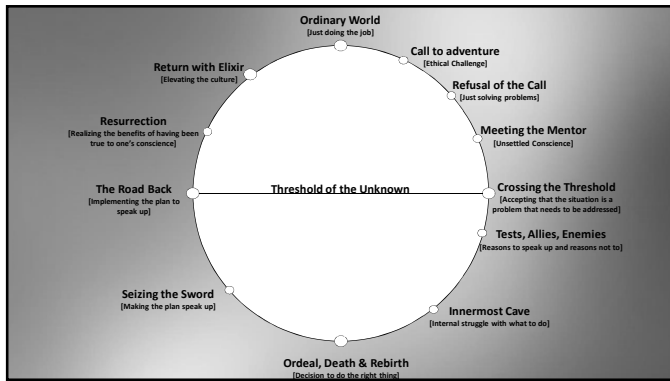 Ordinary World
[Just doing the job]
Call to adventure
[Ethical Challenge]
Refusal of the Call
[Just solving problems]
Meeting the Mentor
[Unsettled Conscience]
Crossing the Threshold
[Accepting that the situation is a
problem that needs to be addressed]
Tests, Allies, Enemies
[Reasons to speak up and reasons not to]
Innermost Cave
[Internal struggle with what to do]
Ordeal, Death & Rebirth
[Decision to do the right thing]
Seizing the Sword
[Making the plan speak up]
The Road Back
[Implementing the plan to
speak up]
Resurrection
[Realizing the benefits of having been
true to one's conscience]
Return with Elixir
[Elevating the culture]
Threshold of the Unknown